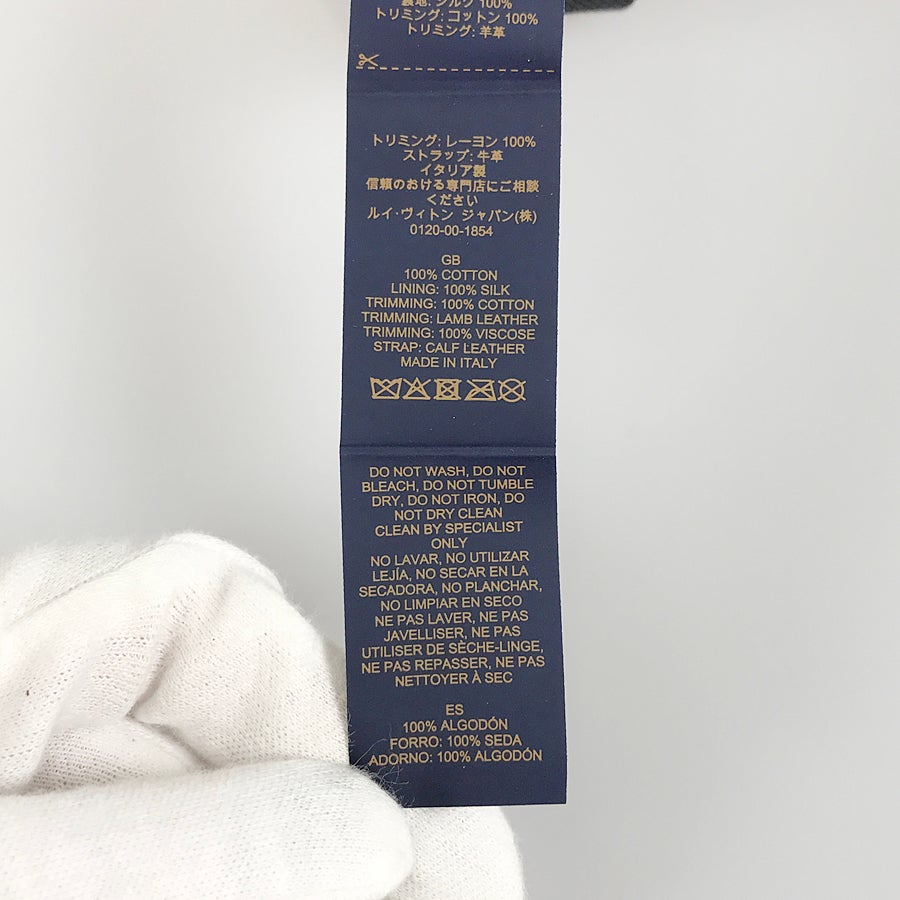 裏地: シルク 100%
トリミング: コットン 100%
トリミング: 羊革
トリミング: レーヨン 100%
ストラップ: 牛革
イタリア製
信頼のおける専門店にご相談
ください
ルイ･ヴィトン ジャパン(株)
0120-00-1854
GB
100% COTTON
LINING: 100% SILK
TRIMMING: 100% COTTON
TRIMMING: LAMB LEATHER
TRIMMING: 100% VISCOSE
STRAP: CALF LEATHER
MADE IN ITALY
DO NOT WASH, DO NOT
BLEACH, DO NOT TUMBLE
DRY, DO NOT IRON, DO
NOT DRY CLEAN
CLEAN BY SPECIALIST
ONLY
NO LAVAR, NO UTILIZAR
LEJÍA, NO SECAR EN LA
SECADORA, NO PLANCHAR,
NO LIMPIAR EN SECO
NE PAS LAVER, NE PAS
JAVELLISER, NE PAS
UTILISER DE SÈCHE-LINGE,
NE PAS REPASSER, NE PAS
NETTOYER À SEC
ES
100% ALGODÓN
FORRO: 100% SEDA
ADORNO: 100% ALGODÓN